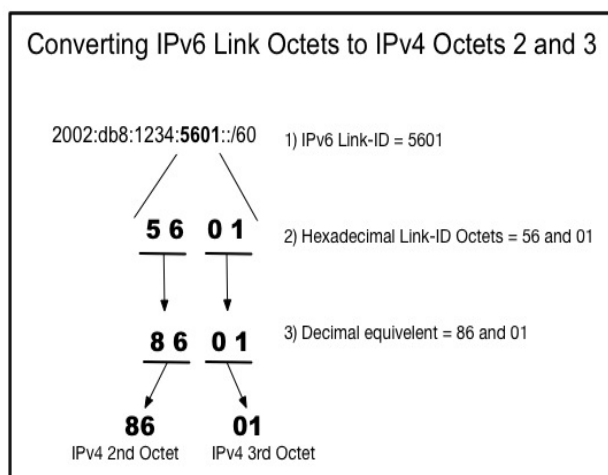 Converting IPv6 Link Octets to IPv4 Octets 2 and 3
2002:db8:1234:5601::/60
1) IPv6 Link-ID = 5601
5 6 0 1
2) Hexadecimal Link-ID Octets = 56 and 01
8 6 0 1
3) Decimal equivelent = 86 and 01
86 01
IPv4 2nd Octet IPv4 3rd Octet